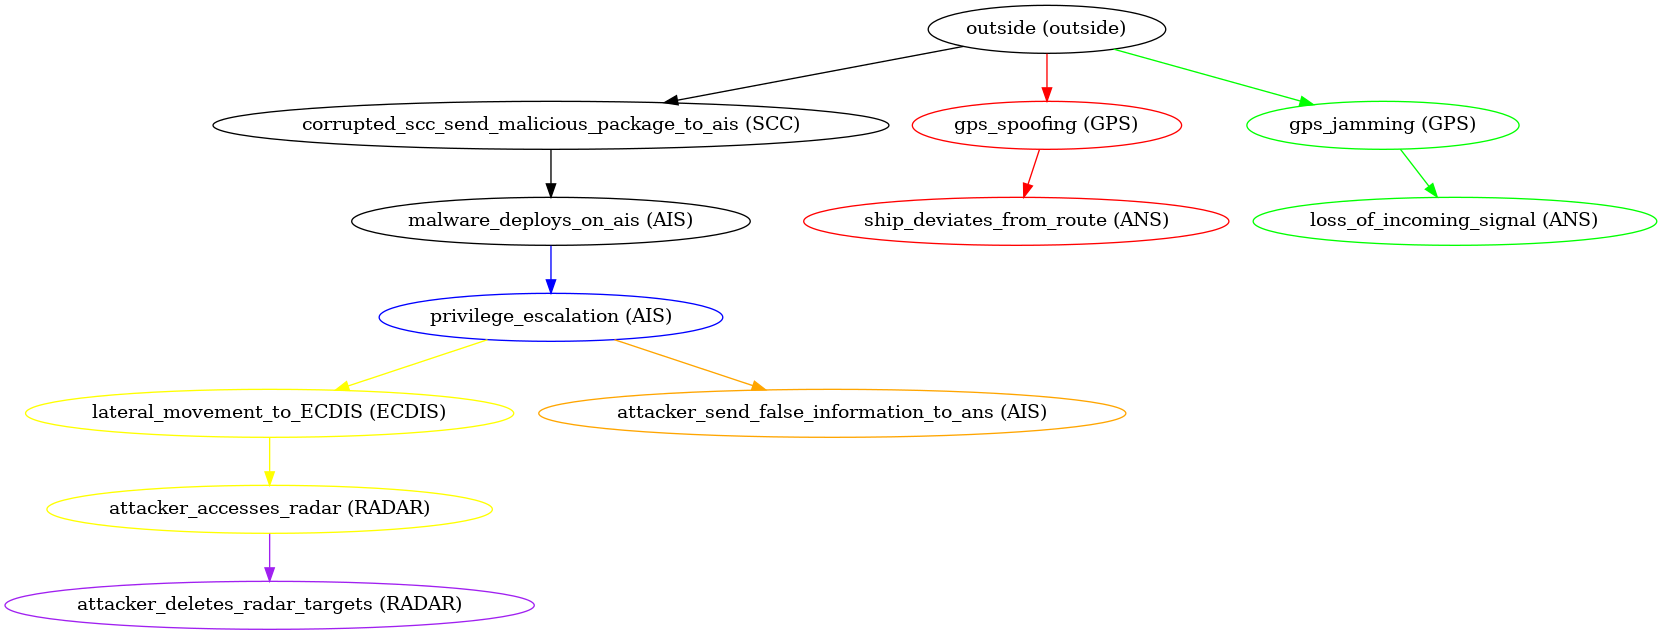 outside (outside)
corrupted_scc_send_malicious_package_to_ais (SCC)
gps_spoofing (GPS)
gps_jamming (GPS)
malware_deploys_on_ais (AIS)
ship_deviates_from_route (ANS)
loss_of_incoming_signal (ANS)
privilege_escalation (AIS)
lateral_movement_to_ECDIS (ECDIS)
attacker_send_false_information_to_ans (AIS)
attacker_accesses_radar (RADAR)
attacker_deletes_radar_targets (RADAR)